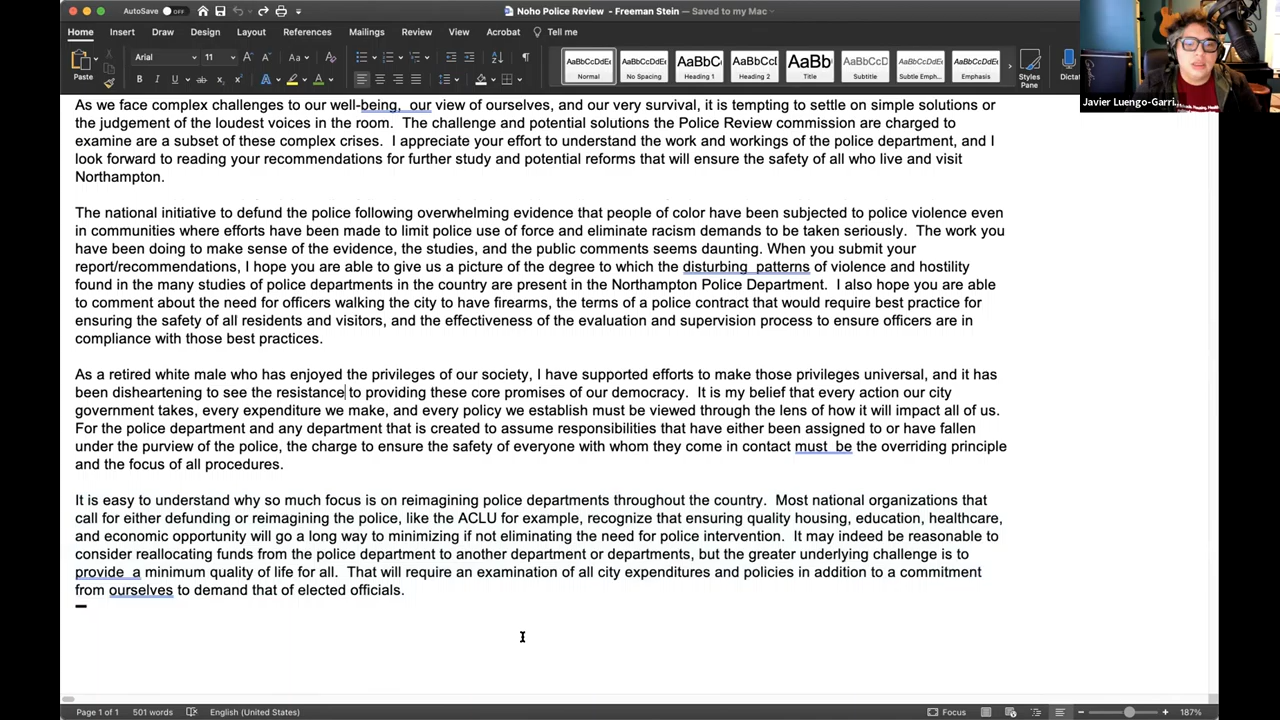 AutoSave OFF Noho Police Review - Freeman Stein — Saved to my Mac
Home Insert Draw Design Layout References Mailings Review View Acrobat Tell me
Paste Arial 11 Aa AaBbCcDdEe Normal AaBbCcDdEe No Spacing AaBbC Heading 1 AaBbCcD Heading 2 AaBb Title AaBbCcDd Subtitle AaBbCcDdEe Subtle Emph... AaBbCcDdEe Emphasis Styles Pane Dictat
Javier Luengo-Garri...
As we face complex challenges to our well-being,  our view of ourselves, and our very survival, it is tempting to settle on simple solutions or
the judgement of the loudest voices in the room.  The challenge and potential solutions the Police Review commission are charged to
examine are a subset of these complex crises.  I appreciate your effort to understand the work and workings of the police department, and I
look forward to reading your recommendations for further study and potential reforms that will ensure the safety of all who live and visit
Northampton.
The national initiative to defund the police following overwhelming evidence that people of color have been subjected to police violence even
in communities where efforts have been made to limit police use of force and eliminate racism demands to be taken seriously.  The work you
have been doing to make sense of the evidence, the studies, and the public comments seems daunting. When you submit your
report/recommendations, I hope you are able to give us a picture of the degree to which the disturbing  patterns of violence and hostility
found in the many studies of police departments in the country are present in the Northampton Police Department.  I also hope you are able
to comment about the need for officers walking the city to have firearms, the terms of a police contract that would require best practice for
ensuring the safety of all residents and visitors, and the effectiveness of the evaluation and supervision process to ensure officers are in
compliance with those best practices.
As a retired white male who has enjoyed the privileges of our society, I have supported efforts to make those privileges universal, and it has
been disheartening to see the resistance to providing these core promises of our democracy.  It is my belief that every action our city
government takes, every expenditure we make, and every policy we establish must be viewed through the lens of how it will impact all of us.
For the police department and any department that is created to assume responsibilities that have either been assigned to or have fallen
under the purview of the police, the charge to ensure the safety of everyone with whom they come in contact must  be the overriding principle
and the focus of all procedures.
It is easy to understand why so much focus is on reimagining police departments throughout the country.  Most national organizations that
call for either defunding or reimagining the police, like the ACLU for example, recognize that ensuring quality housing, education, healthcare,
and economic opportunity will go a long way to minimizing if not eliminating the need for police intervention.  It may indeed be reasonable to
consider reallocating funds from the police department to another department or departments, but the greater underlying challenge is to
provide  a minimum quality of life for all.  That will require an examination of all city expenditures and policies in addition to a commitment
from ourselves to demand that of elected officials.
Page 1 of 1 501 words English (United States) Focus 187%